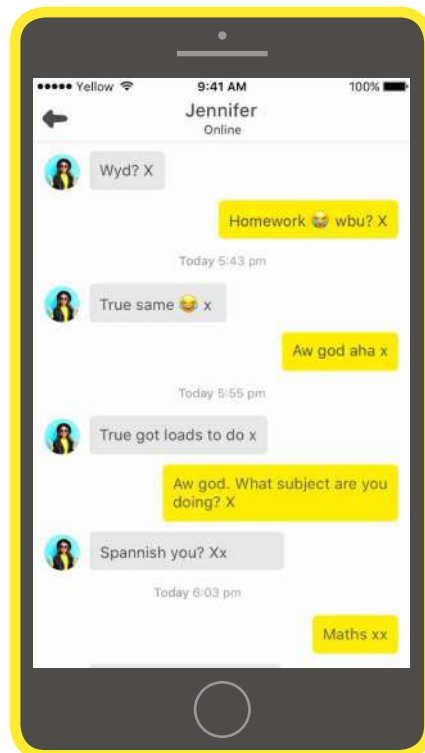 Yellow 9:41 AM 100%
Jennifer
Online
Wyd? X
Homework 😂 wbu? X
Today 5:43 pm
True same 😂 x
Aw god aha x
Today 5:55 pm
True got loads to do x
Aw god. What subject are you
doing? X
Spannish you? Xx
Today 6:03 pm
Maths xx